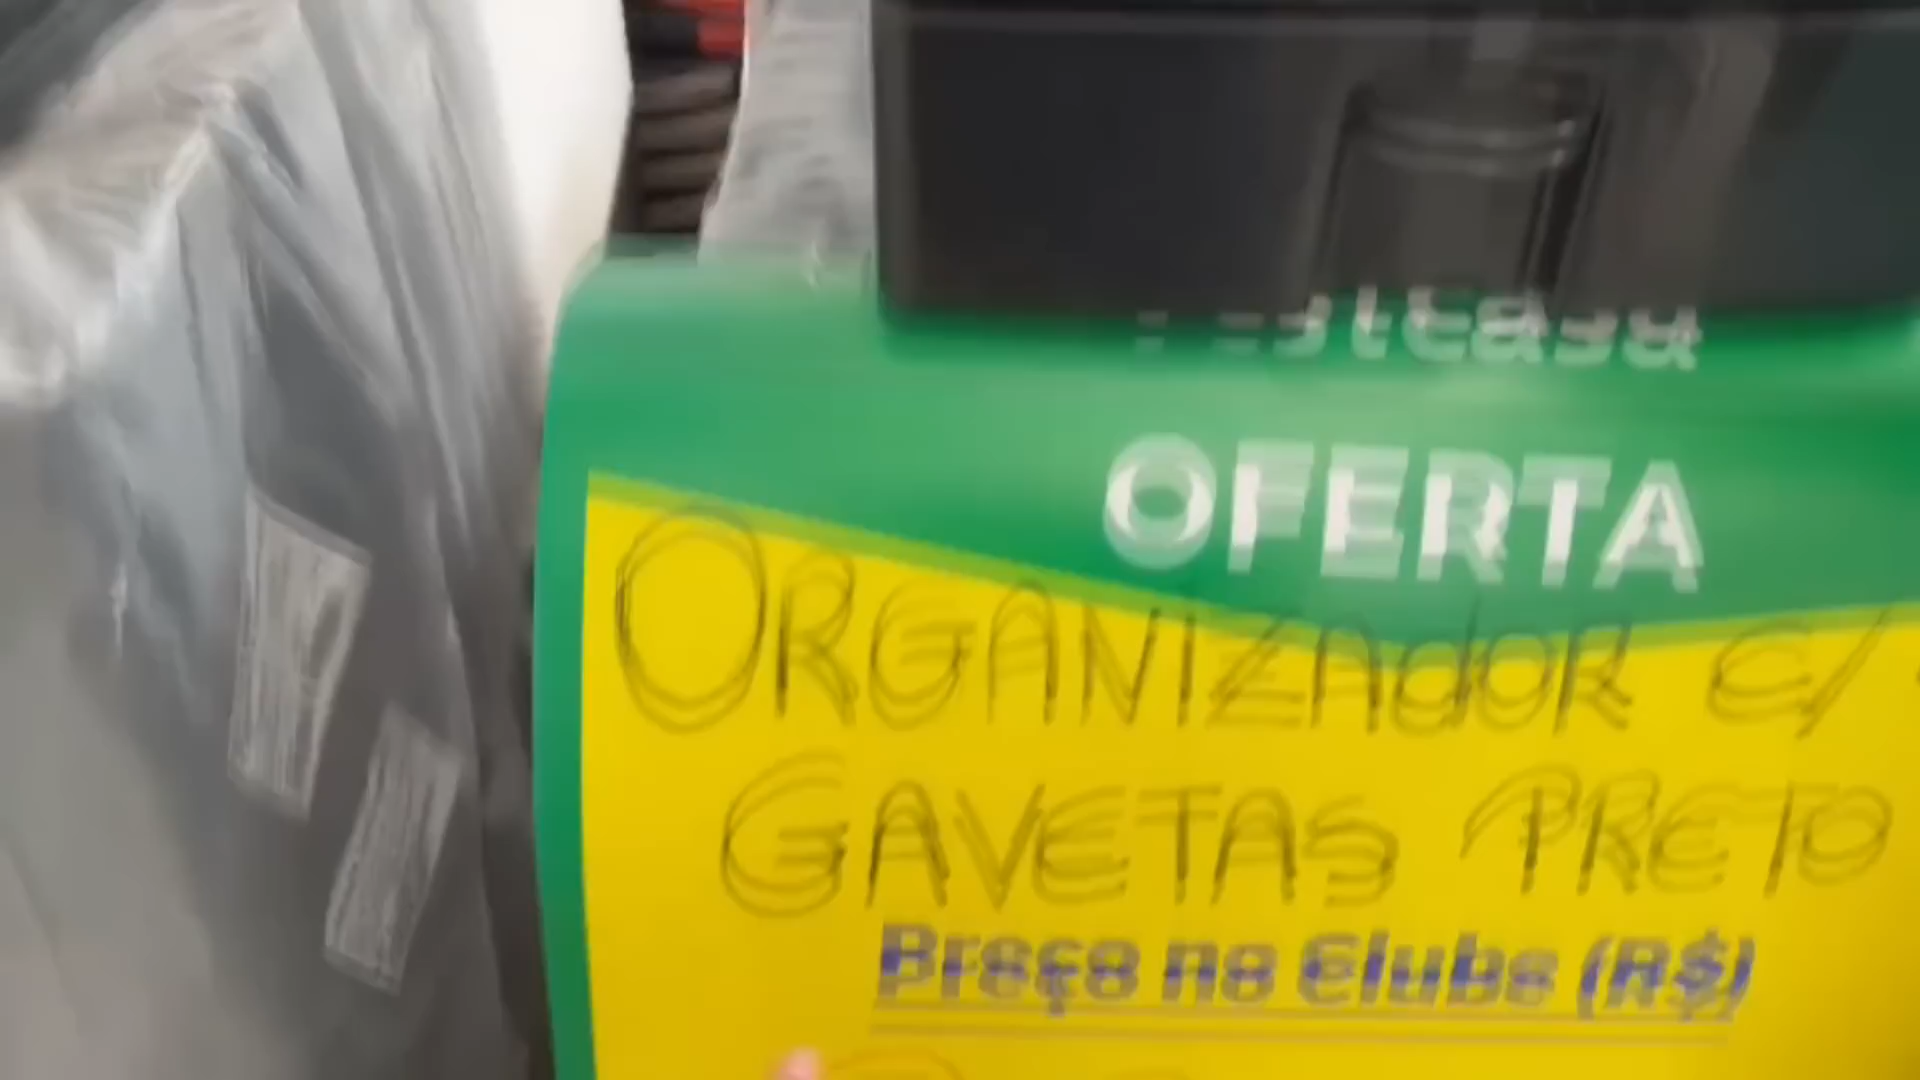 OFERTA
ORGANIZADOR C/
GAVETAS PRETO
Preço no Clube (R$)